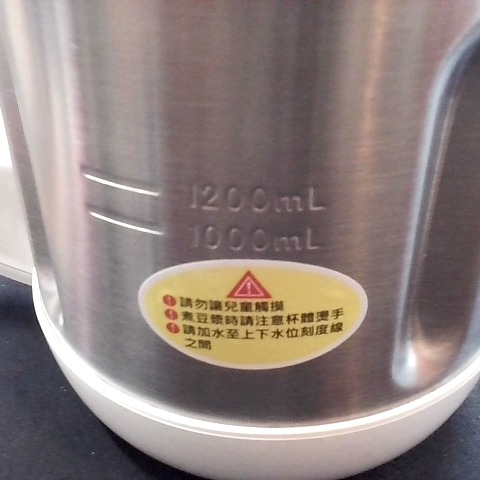 1200mL
1000mL
請勿讓兒童觸摸
煮豆漿時請注意杯體燙手
請加水至上下水位刻度線
之間